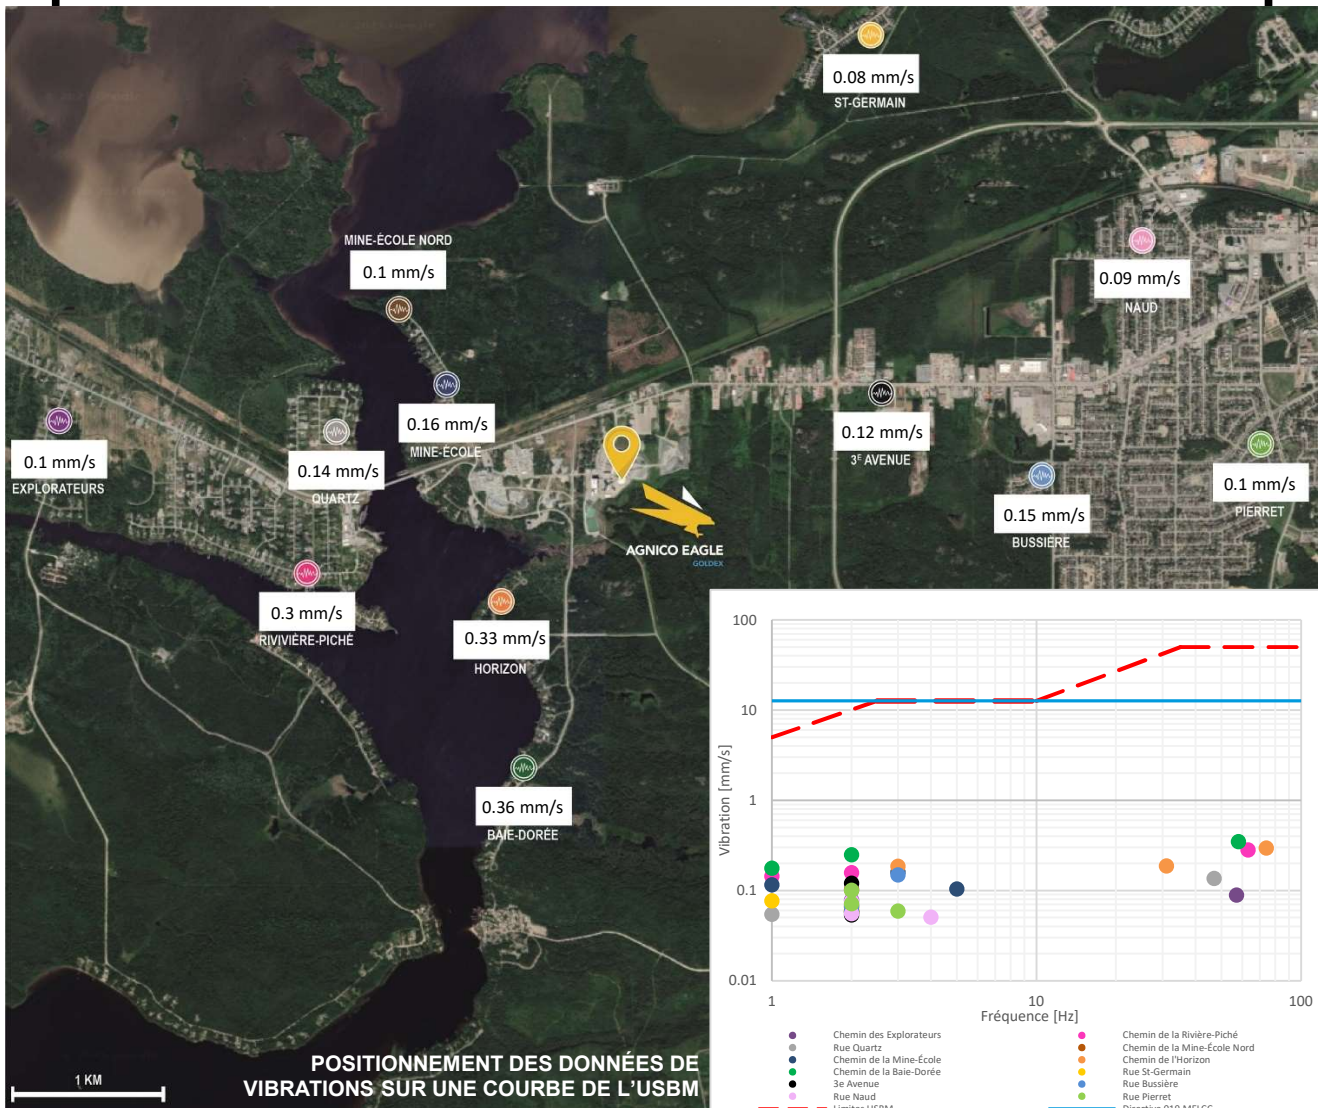 0.08 mm/s
ST-GERMAIN
MINE-ÉCOLE NORD
0.1 mm/s
0.09 mm/s
NAUD
0.16 mm/s
MINE-ÉCOLE
0.12 mm/s
3E AVENUE
0.1 mm/s
EXPLORATEURS
0.14 mm/s
QUARTZ
0.1 mm/s
PIERRET
0.15 mm/s
BUSSIÈRE
AGNICO EAGLE
GOLDEX
0.3 mm/s
RIVIVIÈRE-PICHÉ
0.33 mm/s
HORIZON
0.36 mm/s
BAIE-DORÉE
100
10
1
0.1
0.01
Vibration [mm/s]
1
10
100
Fréquence [Hz]
Chemin des Explorateurs
Chemin de la Rivière-Piché
Rue Quartz
Chemin de la Mine-École Nord
Chemin de la Mine-École
Chemin de l'Horizon
Chemin de la Baie-Dorée
Rue St-Germain
3e Avenue
Rue Bussière
Rue Naud
Rue Pierret
Limites USBM
Directive 019 MELCC
POSITIONNEMENT DES DONNÉES DE
VIBRATIONS SUR UNE COURBE DE L'USBM
1 KM